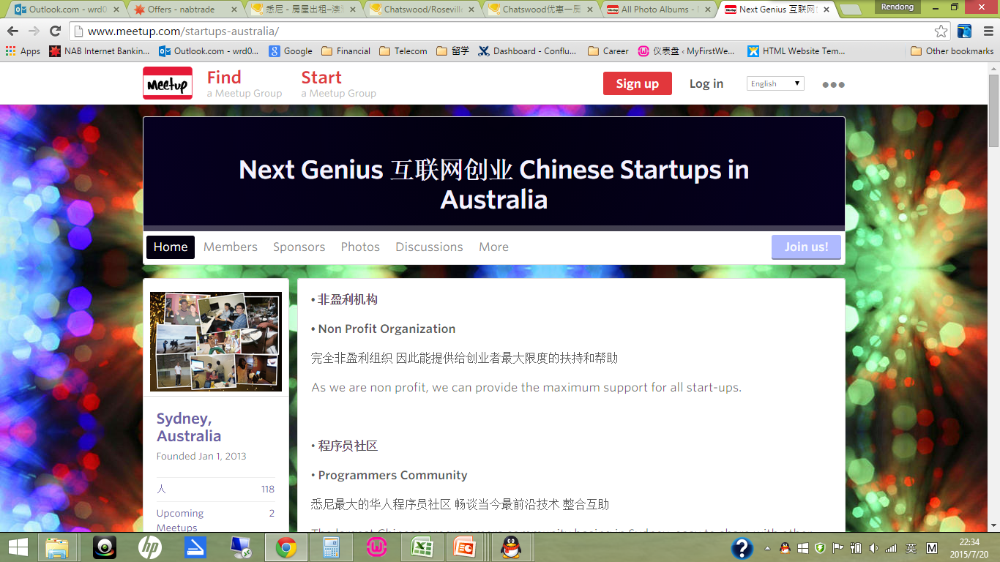 Outlook.com - wrd0
Offers - nabtrade
悉尼 - 房屋出租–澳
Chatswood/Rosevill
Chatswood优惠一房
All Photo Albums -
Next Genius 互联网
Rendong
www.meetup.com/startups-australia/
Apps
NAB Internet Bankin...
Outlook.com - wrd0...
Google
Financial
Telecom
留学
Dashboard - Conflu...
Career
仪表盘 ‹ MyFirstWe...
HTML Website Tem...
Other bookmarks
Meetup
Find
a Meetup Group
Start
a Meetup Group
Sign up
Log in
English
Next Genius 互联网创业 Chinese Startups in
Australia
Home
Members
Sponsors
Photos
Discussions
More
Join us!
Sydney,
Australia
Founded Jan 1, 2013
人 118
Upcoming 2
Meetups
• 非盈利机构
• Non Profit Organization
完全非盈利组织 因此能提供给创业者最大限度的扶持和帮助
As we are non profit, we can provide the maximum support for all start-ups.
• 程序员社区
• Programmers Community
悉尼最大的华人程序员社区 畅谈当今最前沿技术 整合互助
hp
英
M
22:34
2015/7/20